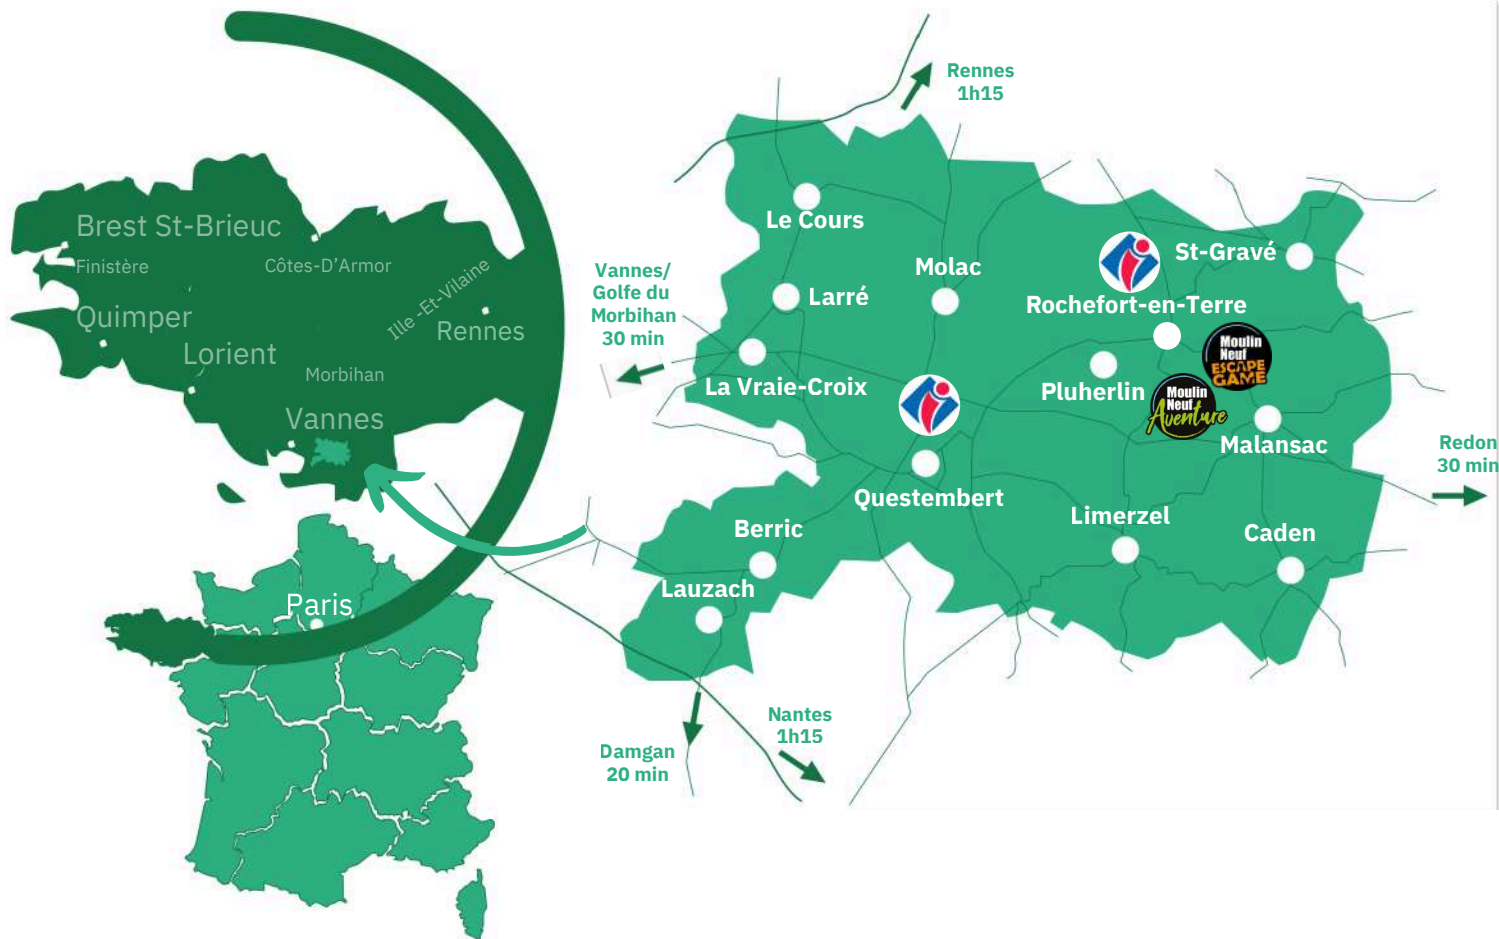 Brest St-Brieuc
Finistère
Côtes-D’Armor
Ille -Et-Vilaine
Quimper
Rennes
Lorient
Morbihan
Vannes
Paris
Rennes
1h15
Le Cours
Vannes/
Golfe du
Morbihan
30 min
Larré
Molac
St-Gravé
Rochefort-en-Terre
La Vraie-Croix
Pluherlin
Moulin
Neuf
ESCAPE
GAME
Moulin
Neuf
Aventure
Malansac
Redon
30 min
Questembert
Limerzel
Caden
Berric
Lauzach
Nantes
1h15
Damgan
20 min